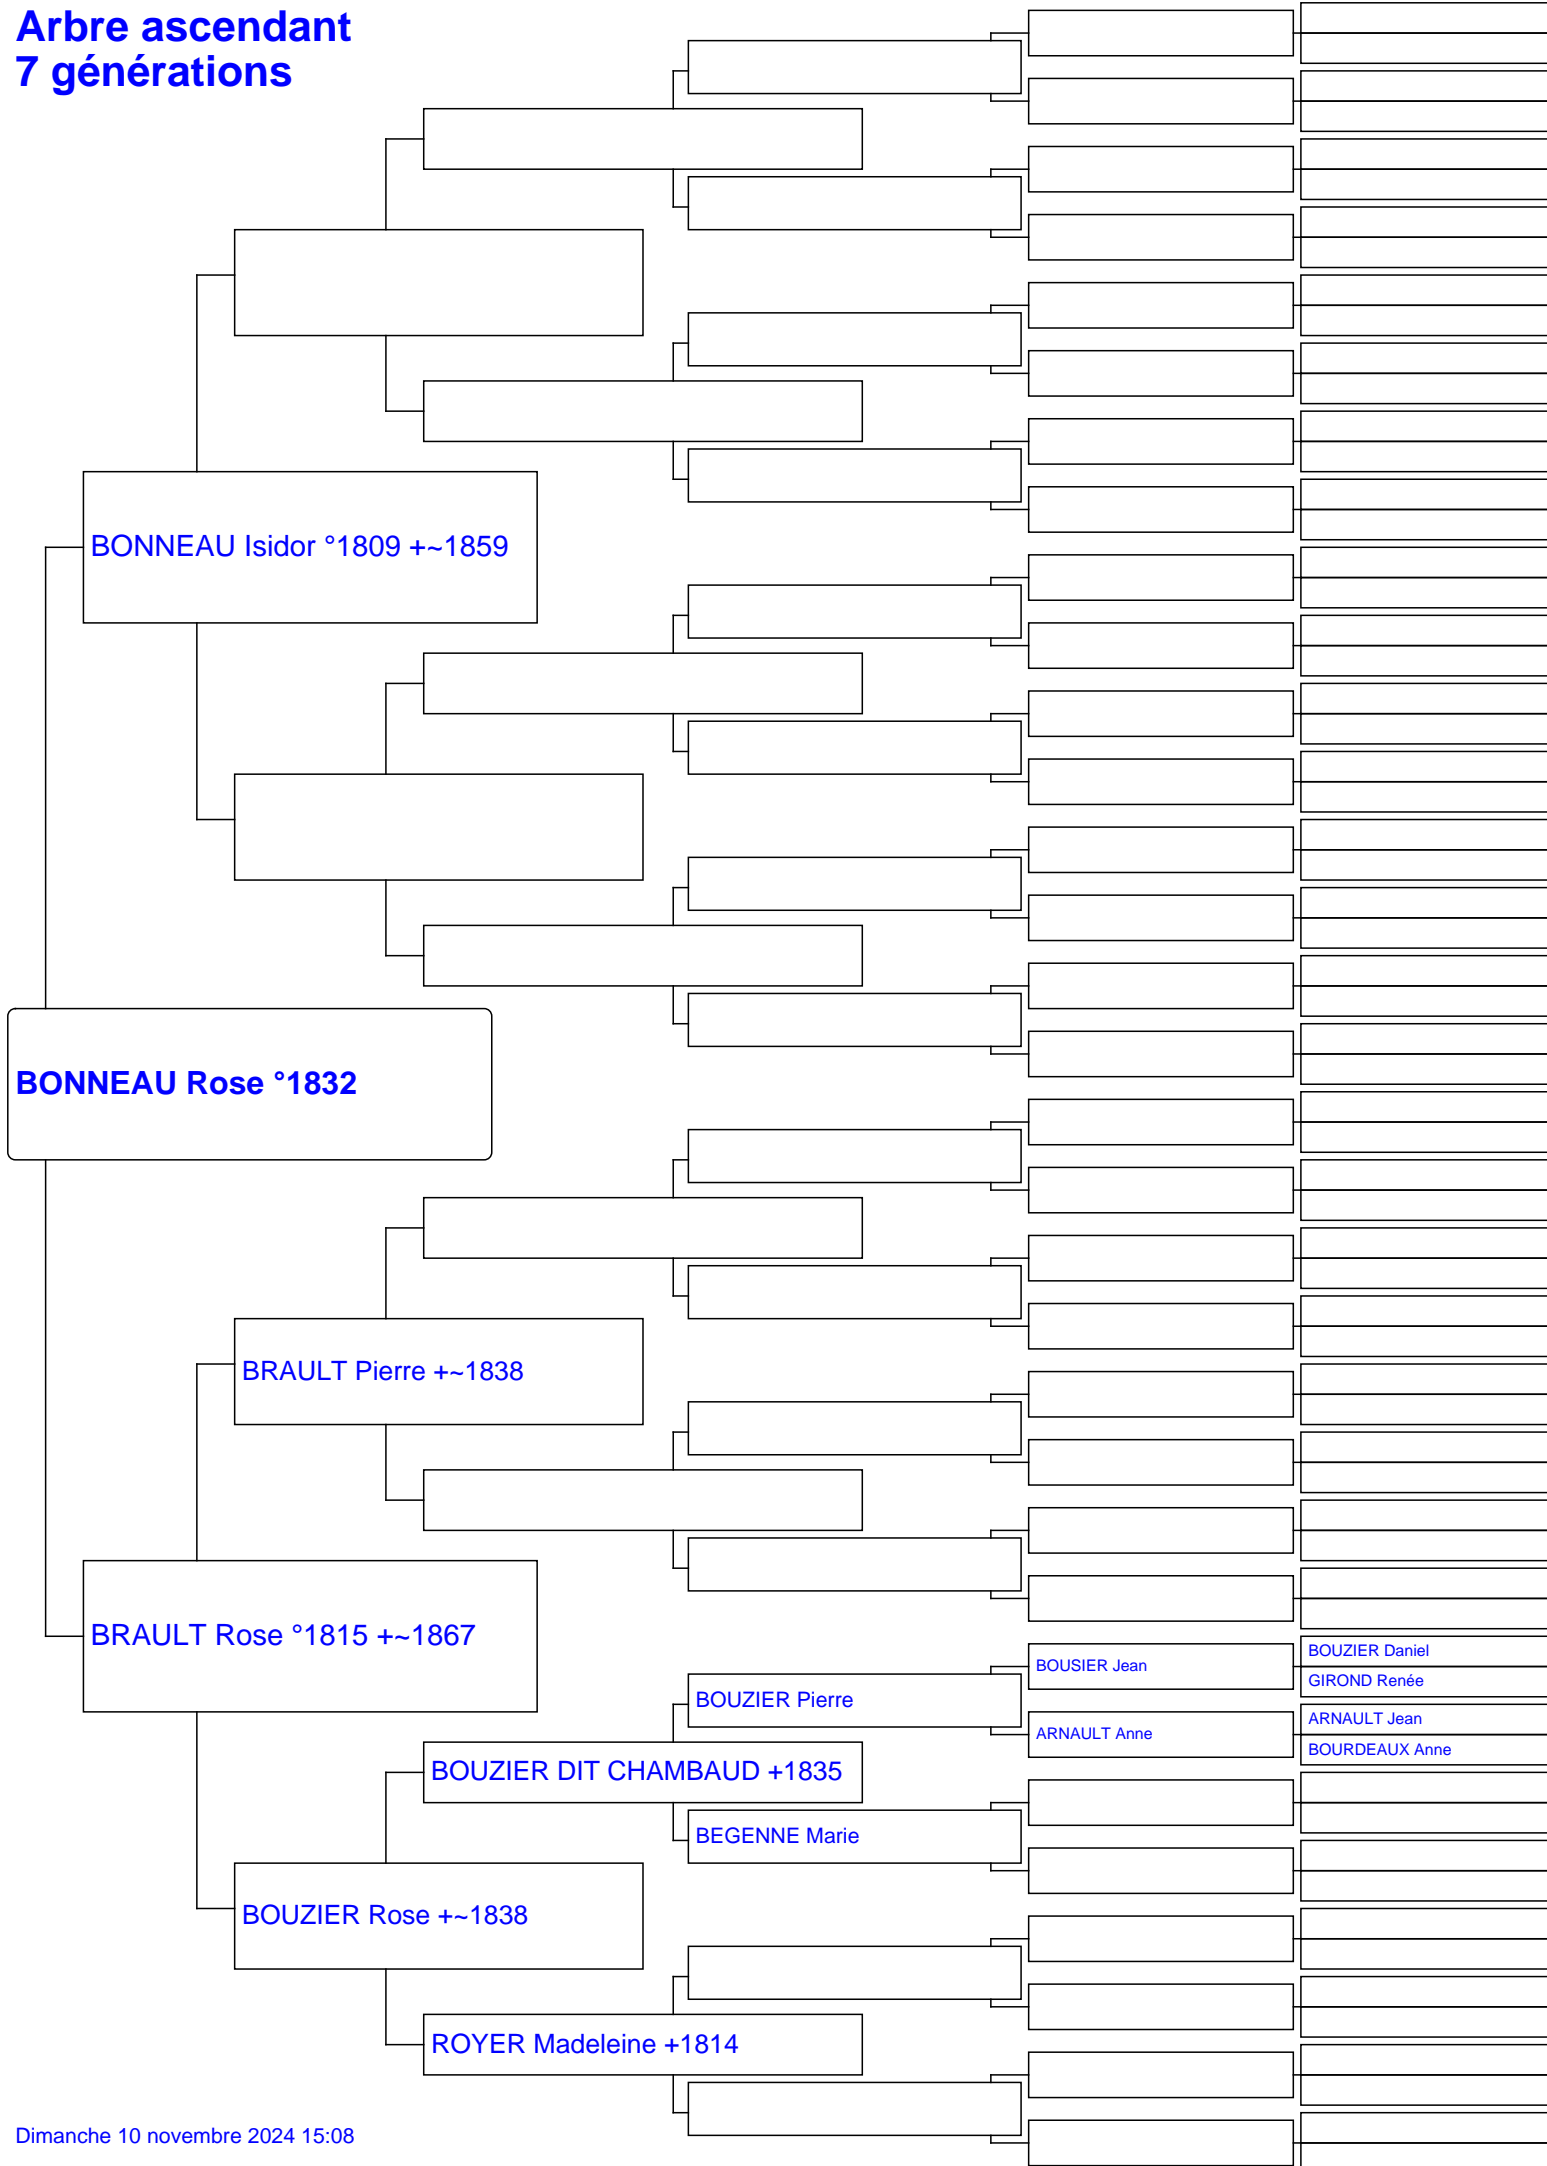 Arbre ascendant
7 générations
BONNEAU Isidor °1809 +~1859
BONNEAU Rose °1832
BRAULT Pierre +~1838
BRAULT Rose °1815 +~1867
BOUSIER Jean
BOUZIER Daniel
GIROND Renée
BOUZIER Pierre
ARNAULT Anne
ARNAULT Jean
BOURDEAUX Anne
BOUZIER DIT CHAMBAUD +1835
BEGENNE Marie
BOUZIER Rose +~1838
ROYER Madeleine +1814
Dimanche 10 novembre 2024 15:08